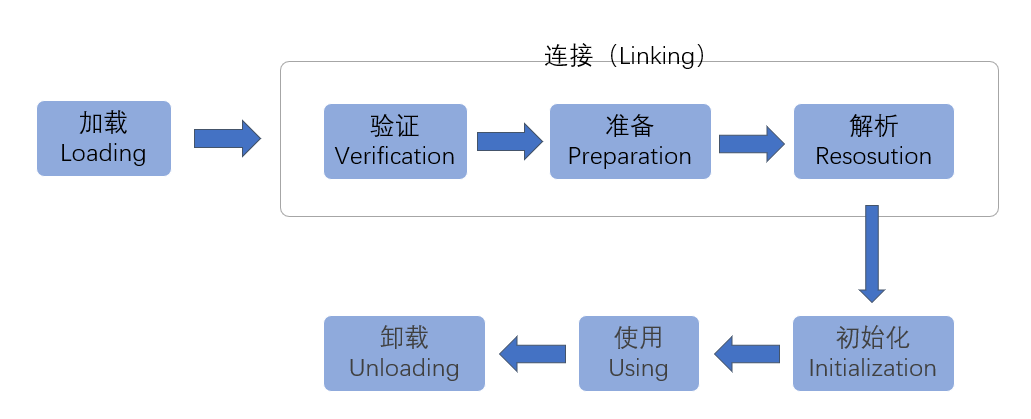 连接（Linking）
加载
Loading
验证
Verification
准备
Preparation
解析
Resosution
卸载
Unloading
使用
Using
初始化
Initialization